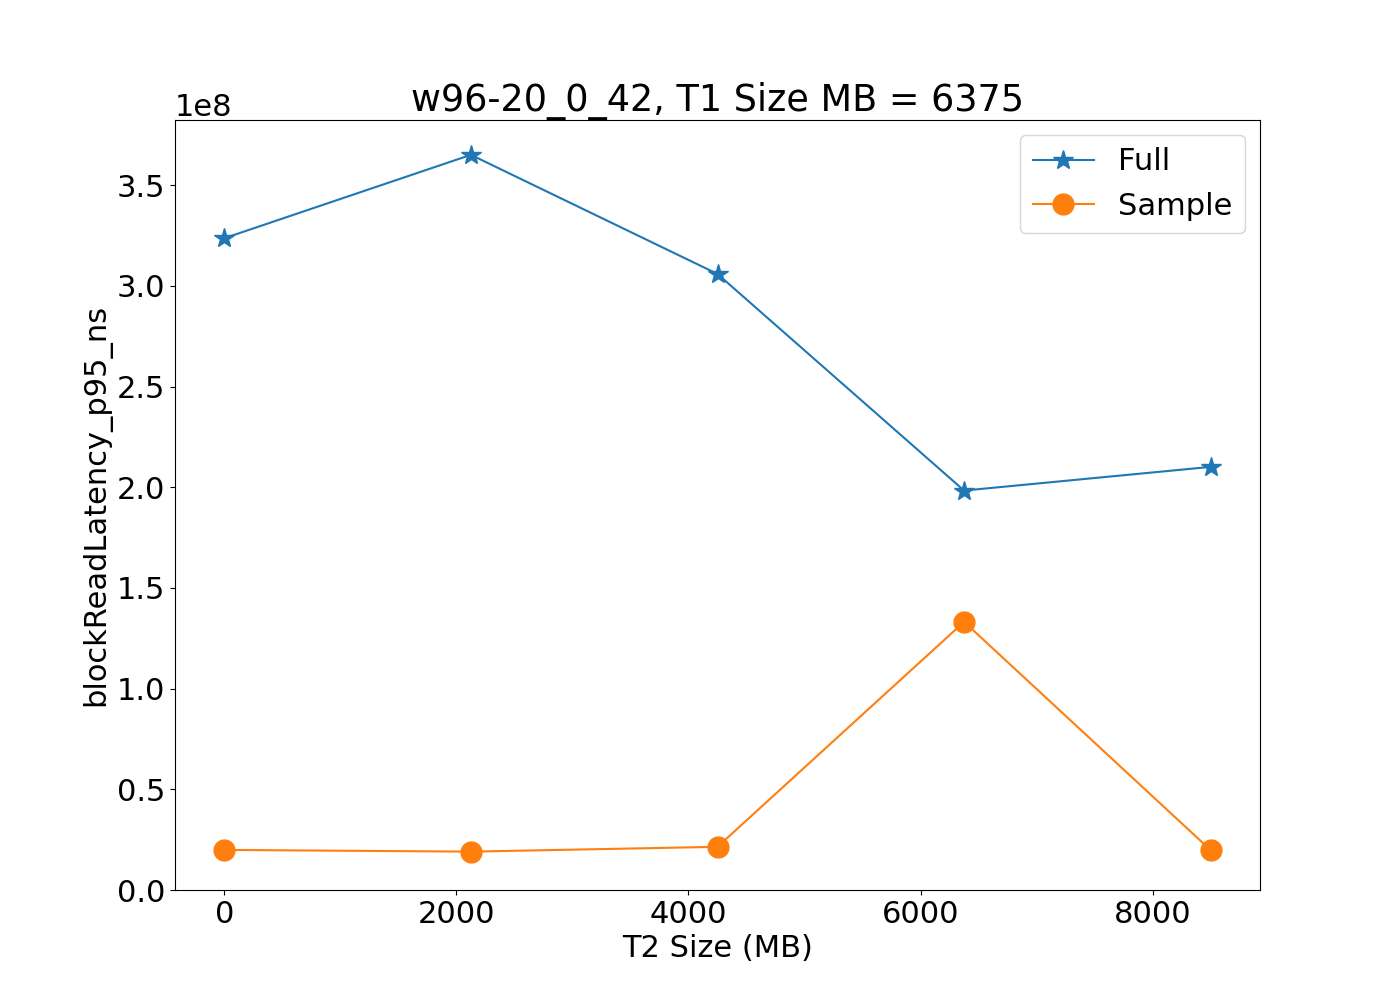 w96-20_0_42, T1 Size MB = 6375
1e8
Full
Sample
3.5
3.0
2.5
2.0
1.5
1.0
0.5
0.0
blockReadLatency_p95_ns
0 2000 4000 6000 8000
T2 Size (MB)